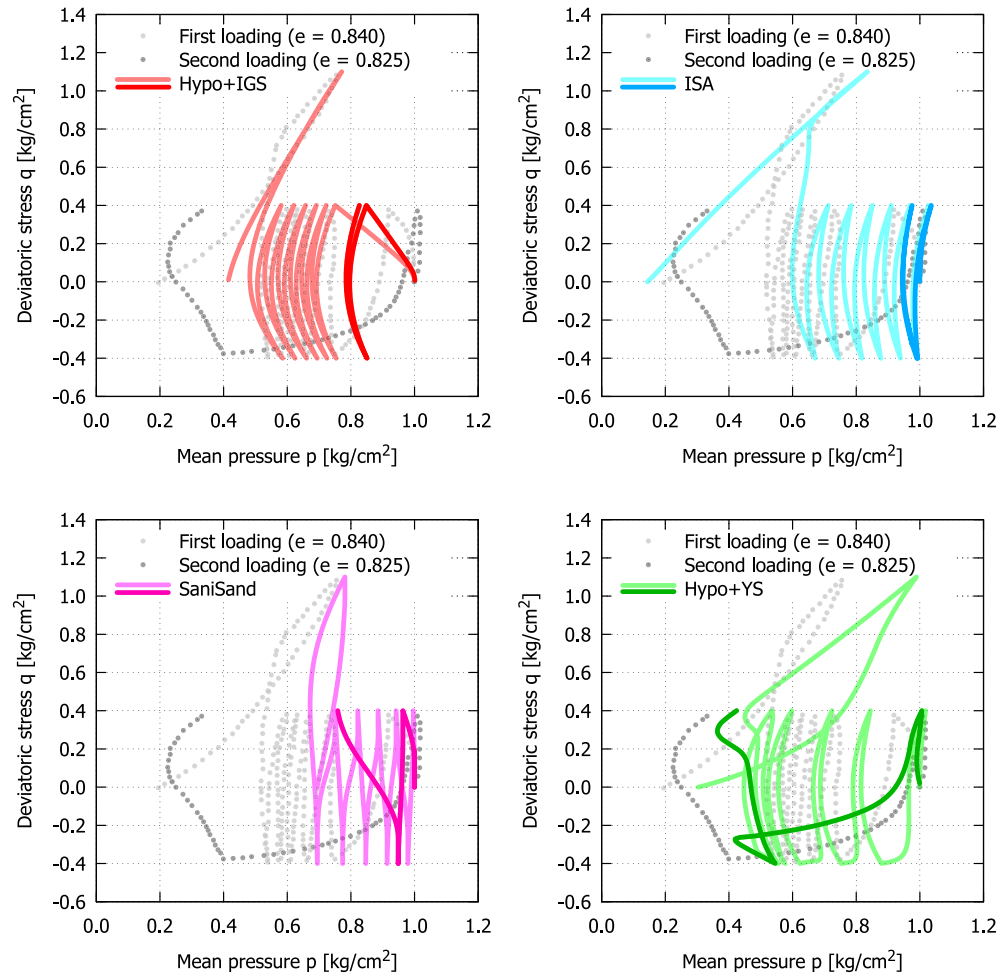 1.4
1.2
1.0
0.8
0.6
0.4
0.2
0.0
-0.2
-0.4
-0.6
Deviatoric stress q [kg/cm2]
First loading (e = 0.840)
Second loading (e = 0.825)
Hypo+IGS
0.0 0.2 0.4 0.6 0.8 1.0 1.2
Mean pressure p [kg/cm2]
1.4
1.2
1.0
0.8
0.6
0.4
0.2
0.0
-0.2
-0.4
-0.6
Deviatoric stress q [kg/cm2]
First loading (e = 0.840)
Second loading (e = 0.825)
ISA
0.0 0.2 0.4 0.6 0.8 1.0 1.2
Mean pressure p [kg/cm2]
1.4
1.2
1.0
0.8
0.6
0.4
0.2
0.0
-0.2
-0.4
-0.6
Deviatoric stress q [kg/cm2]
First loading (e = 0.840)
Second loading (e = 0.825)
SaniSand
0.0 0.2 0.4 0.6 0.8 1.0 1.2
Mean pressure p [kg/cm2]
1.4
1.2
1.0
0.8
0.6
0.4
0.2
0.0
-0.2
-0.4
-0.6
Deviatoric stress q [kg/cm2]
First loading (e = 0.840)
Second loading (e = 0.825)
Hypo+YS
0.0 0.2 0.4 0.6 0.8 1.0 1.2
Mean pressure p [kg/cm2]